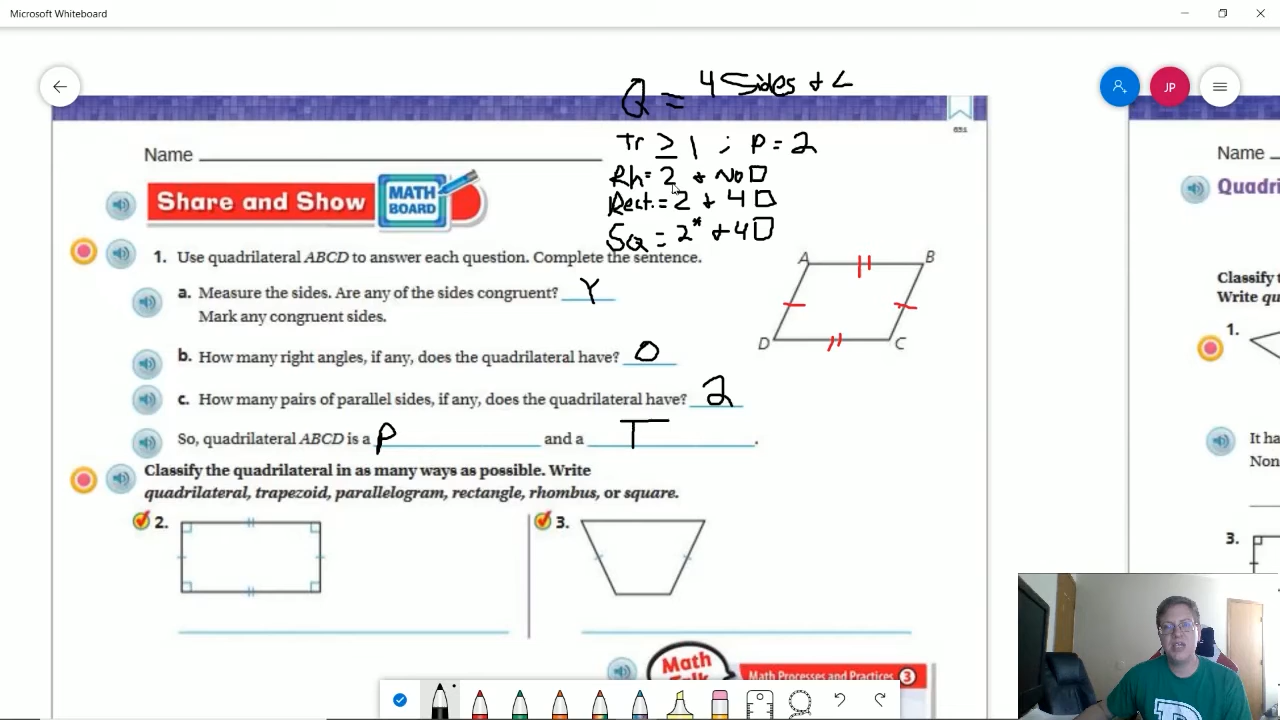 Microsoft Whiteboard
JP
Q = 4 Sides + ∠
Tr ≥ 1 ; P = 2
Rh = 2 + No □
Rect. = 2 + 4 □
SQ = 2* + 4 □
Name
Share and Show
MATH BOARD
1. Use quadrilateral ABCD to answer each question. Complete the sentence.
a. Measure the sides. Are any of the sides congruent? Y
Mark any congruent sides.
b. How many right angles, if any, does the quadrilateral have? 0
c. How many pairs of parallel sides, if any, does the quadrilateral have? 2
So, quadrilateral ABCD is a P and a T.
A B
D C
Classify the quadrilateral in as many ways as possible. Write
quadrilateral, trapezoid, parallelogram, rectangle, rhombus, or square.
2.
3.
Math Talk
Math Processes and Practices 3
Name
Quadri
Classify t
Write qu
1.
It ha
Non
3.